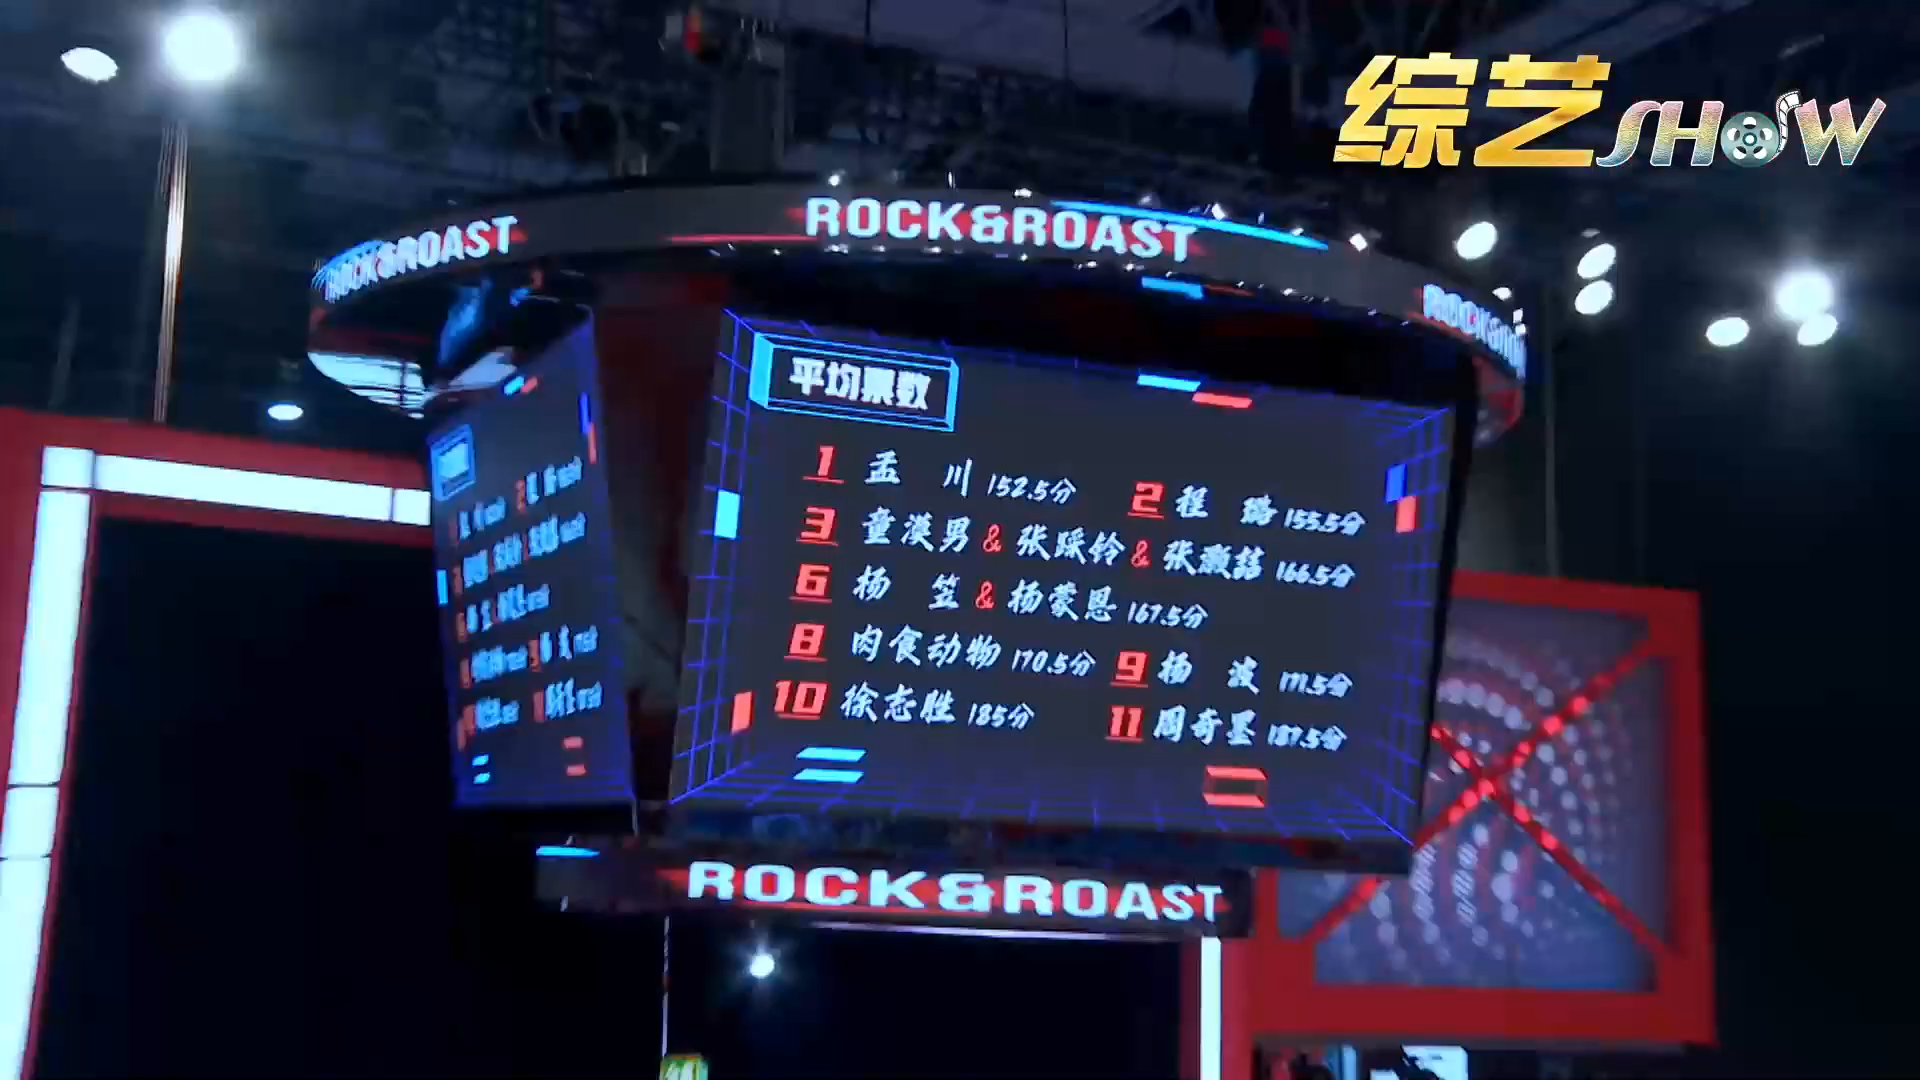 综艺SHOW
ROCK&ROAST
ROCK&ROAST
平均票数
1 孟 川 152.5分 2 程 璐 155.5分
3 童漠男 & 张踩铃 & 张灏喆 166.5分
6 杨 笠 & 杨蒙恩 167.5分
8 肉食动物 170.5分 9 杨 波 171.5分
10 徐志胜 185分 11 周奇墨 187.5分
ROCK&ROAST